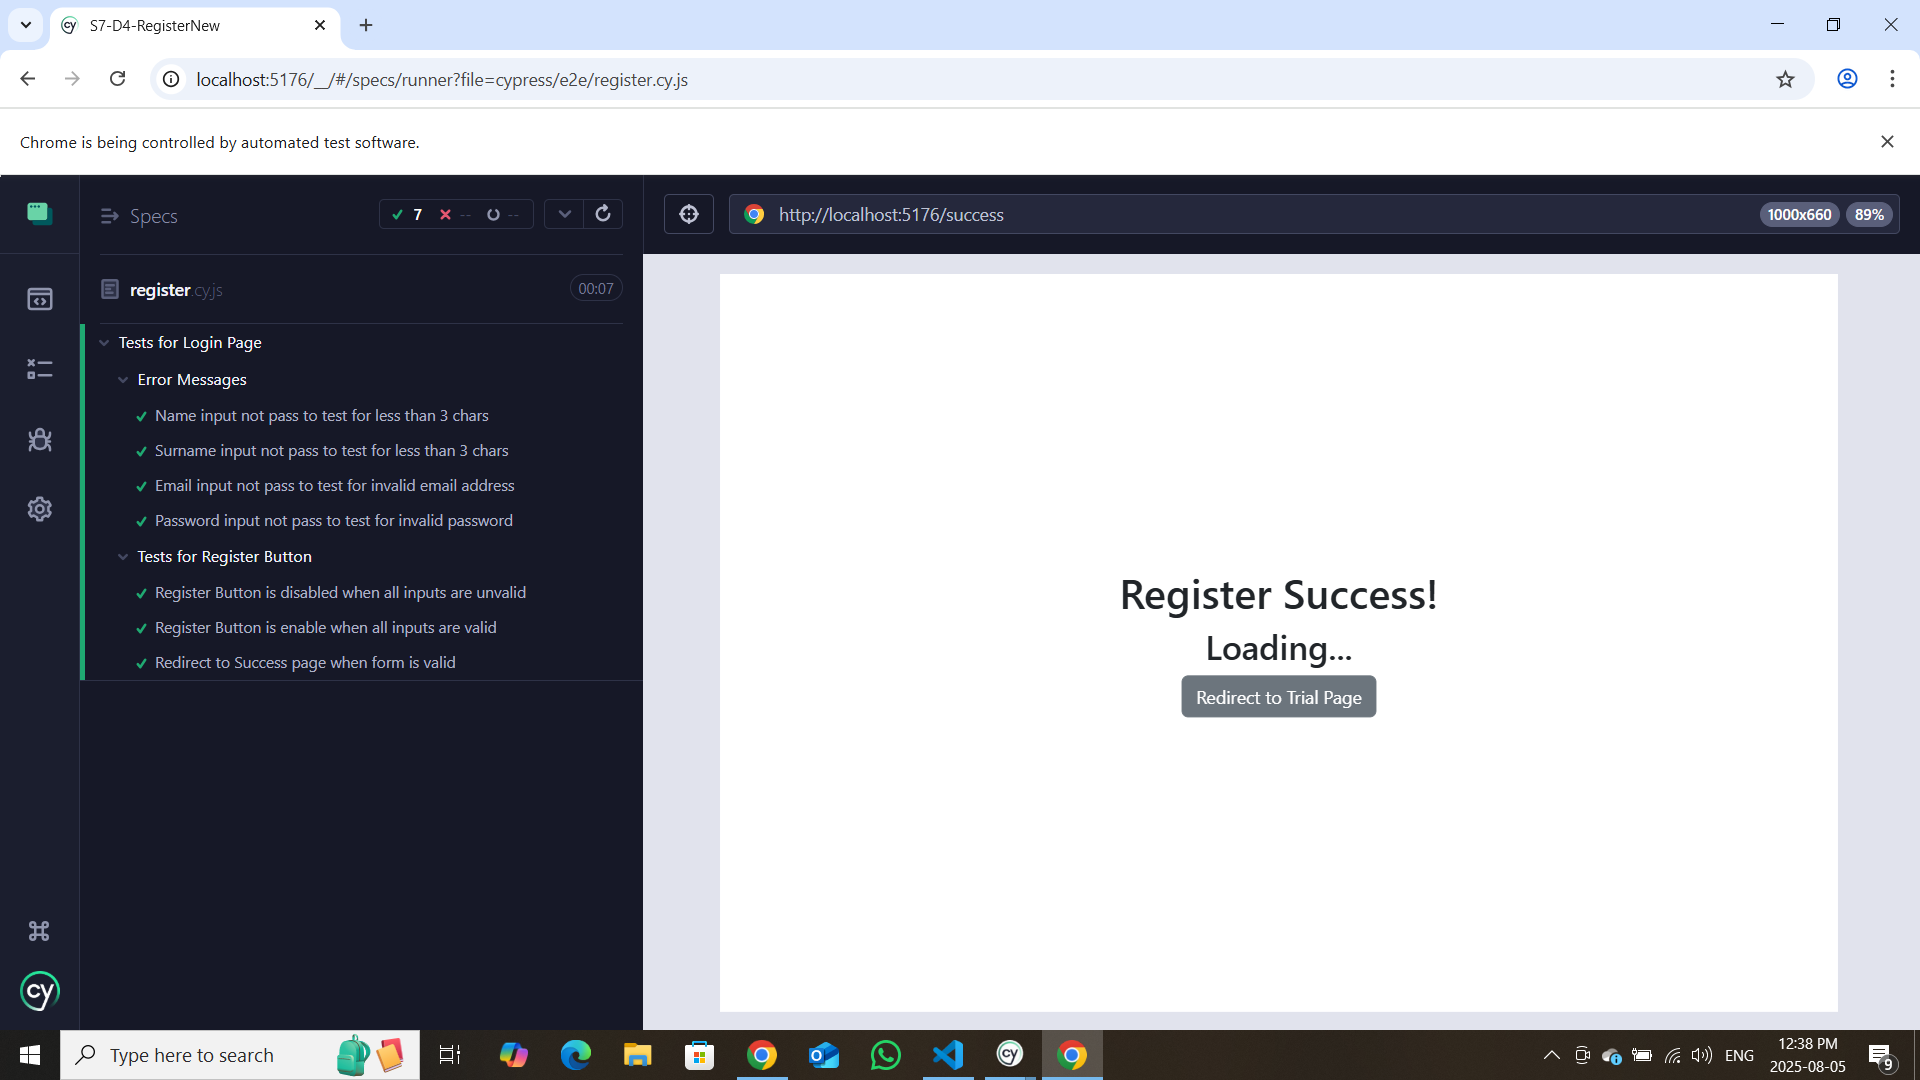 S7-D4-RegisterNew
localhost:5176/__/#/specs/runner?file=cypress/e2e/register.cy.js
Chrome is being controlled by automated test software.
Specs
7 -- --
http://localhost:5176/success
1000x660
89%
register.cy.js
00:07
Tests for Login Page
Error Messages
Name input not pass to test for less than 3 chars
Surname input not pass to test for less than 3 chars
Email input not pass to test for invalid email address
Password input not pass to test for invalid password
Tests for Register Button
Register Button is disabled when all inputs are unvalid
Register Button is enable when all inputs are valid
Redirect to Success page when form is valid
Register Success!
Loading...
Redirect to Trial Page
cy
Type here to search
ENG
12:38 PM
2025-08-05
9